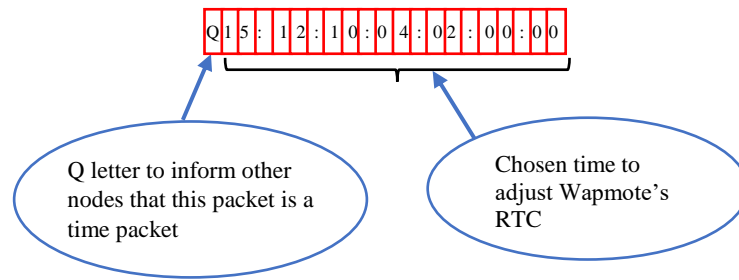 Q15:12:10:04:02:00:00
Q letter to inform other
nodes that this packet is a
time packet
Chosen time to
adjust Wapmote’s
RTC